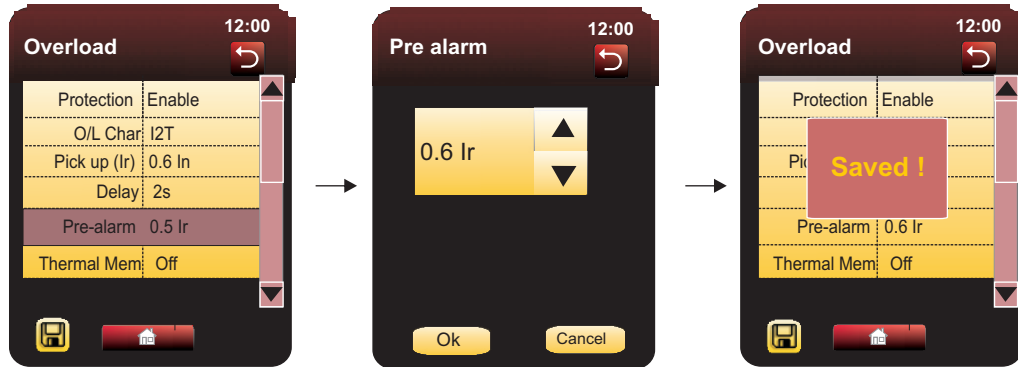 12:00
Overload
Protection Enable
O/L Char I2T
Pick up (Ir) 0.6 In
Delay 2s
Pre-alarm 0.5 Ir
Thermal Mem Off
12:00
Pre alarm
0.6 Ir
Ok Cancel
12:00
Overload
Protection Enable
Saved !
Pre-alarm 0.6 Ir
Thermal Mem Off